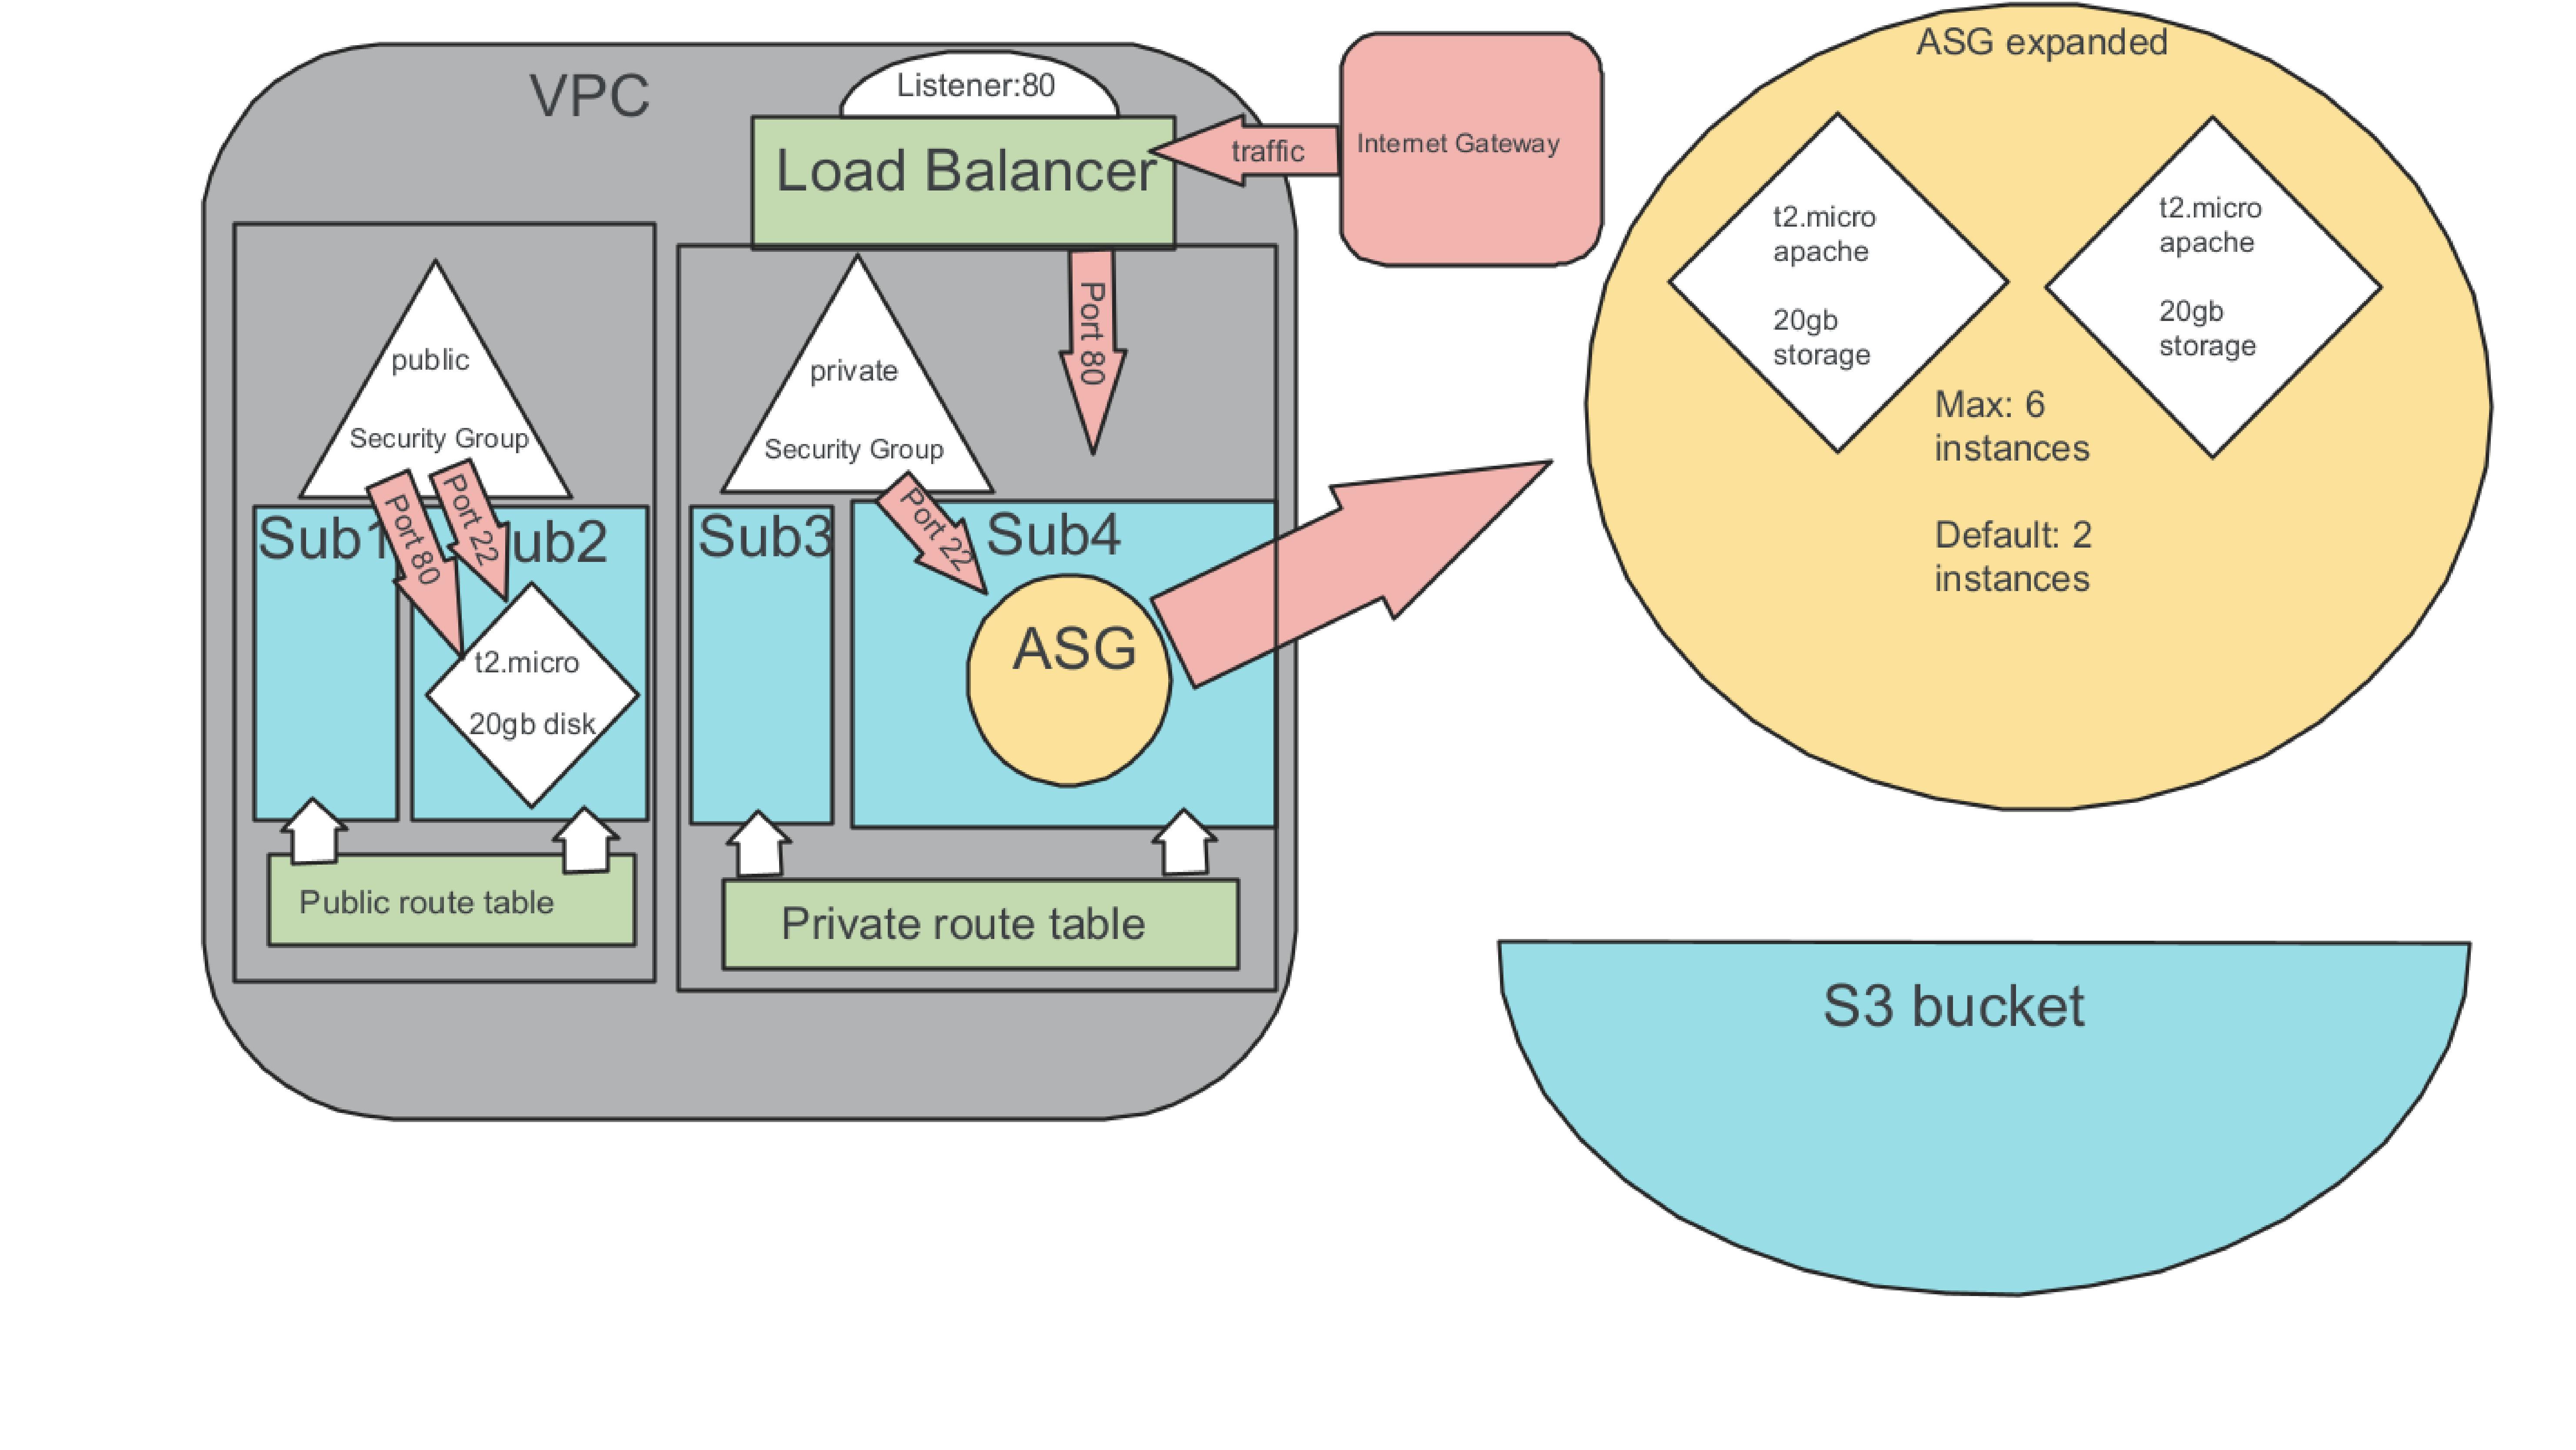 VPC
Listener:80
Load Balancer
traffic
Internet Gateway
Port 80
public
Security Group
Port 80
Port 22
Sub1
ub2
t2.micro
20gb disk
Public route table
private
Security Group
Port 22
Sub3
Sub4
ASG
Private route table
ASG expanded
t2.micro
apache
20gb
storage
t2.micro
apache
20gb
storage
Max: 6
instances
Default: 2
instances
S3 bucket